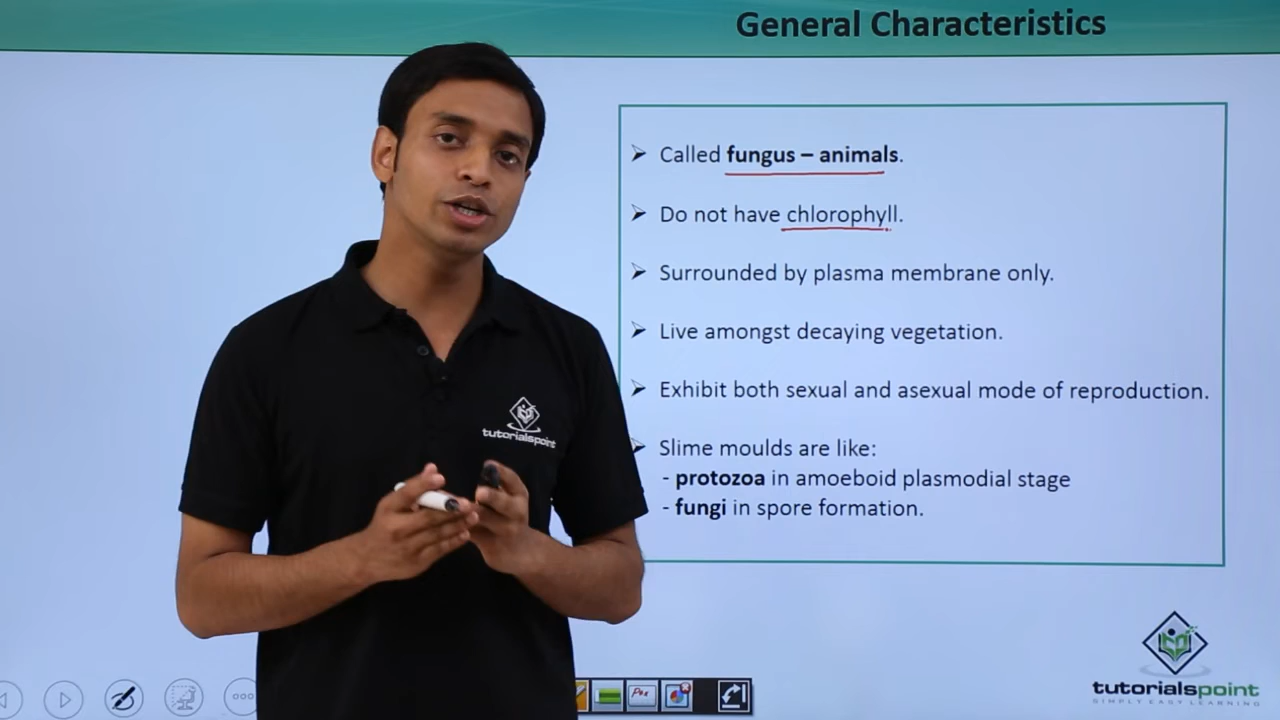 General Characteristics
➢ Called fungus – animals.
➢ Do not have chlorophyll.
➢ Surrounded by plasma membrane only.
➢ Live amongst decaying vegetation.
➢ Exhibit both sexual and asexual mode of reproduction.
➢ Slime moulds are like:
- protozoa in amoeboid plasmodial stage
- fungi in spore formation.
tutorialspoint
Pen
tutorialspoint
SIMPLY EASY LEARNING